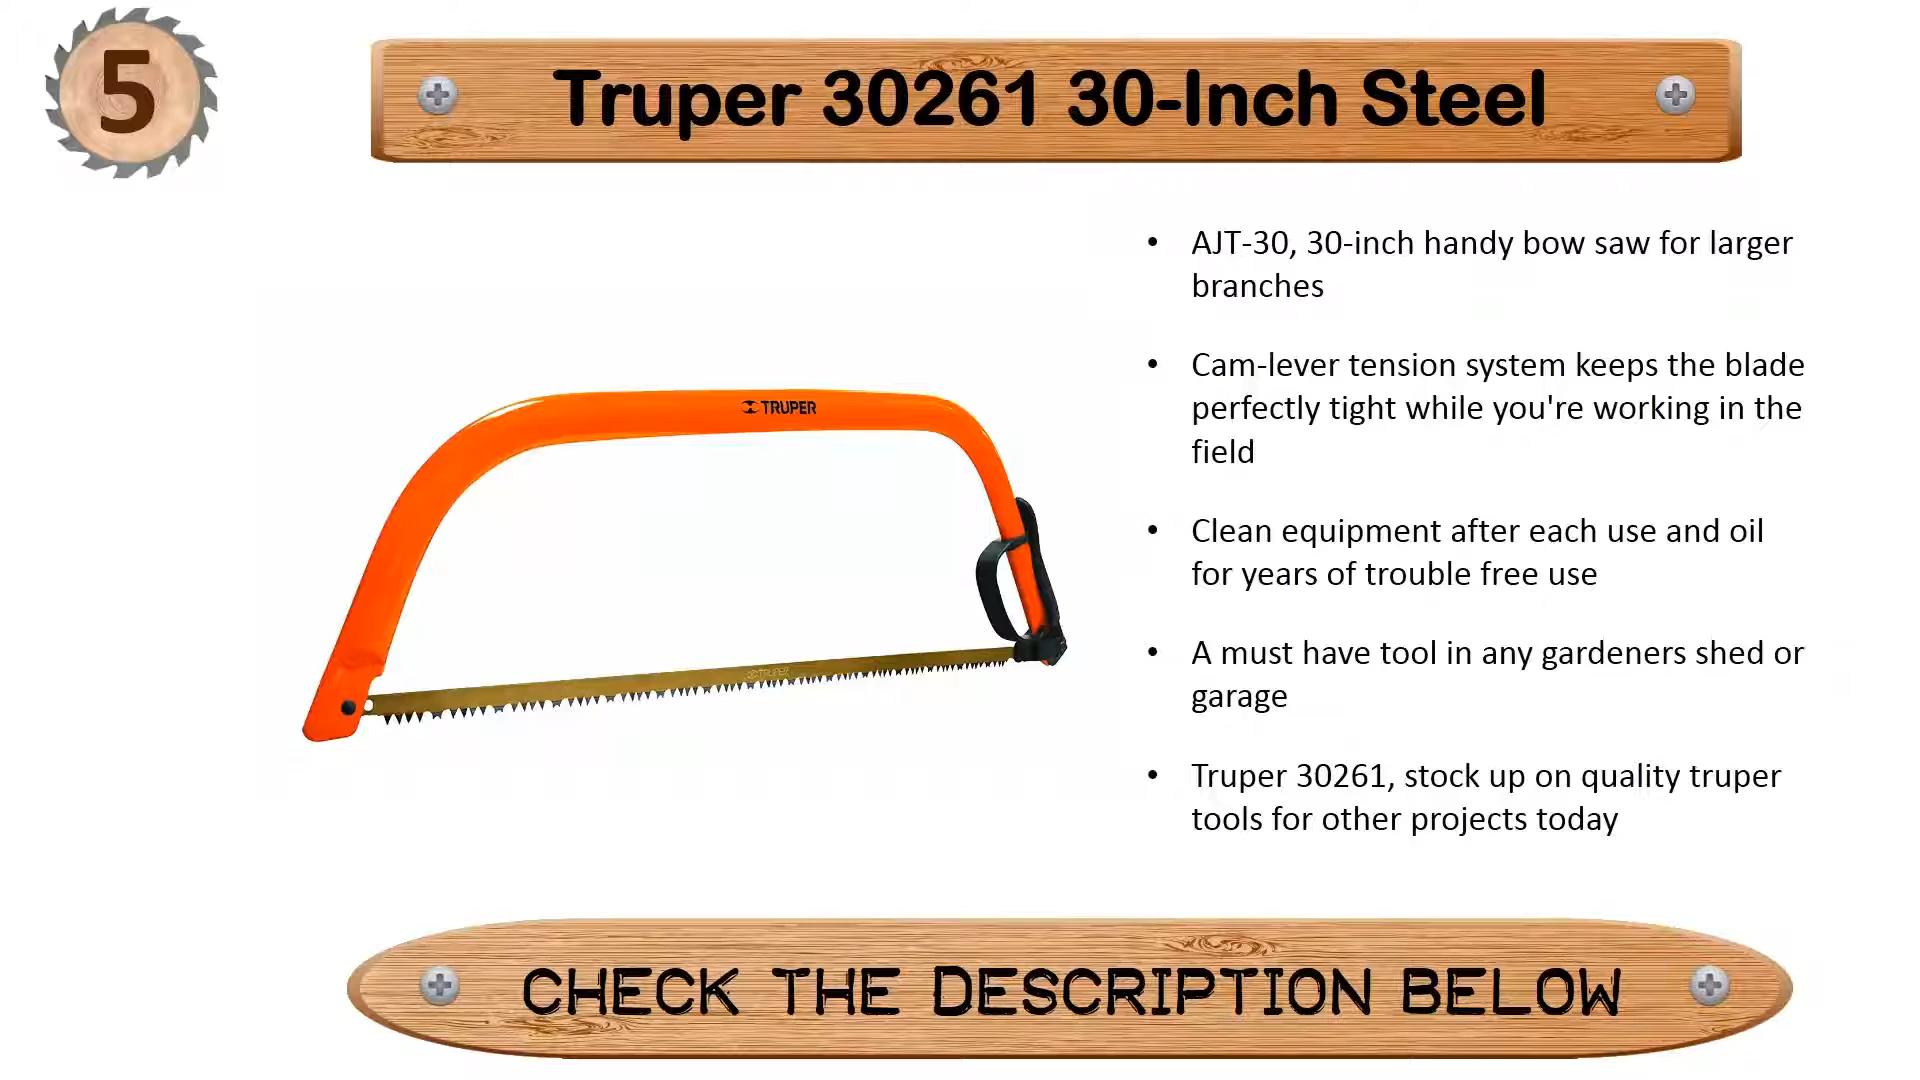 5
Truper 30261 30-Inch Steel
• AJT-30, 30-inch handy bow saw for larger
branches
• Cam-lever tension system keeps the blade
perfectly tight while you're working in the
field
• Clean equipment after each use and oil
for years of trouble free use
• A must have tool in any gardeners shed or
garage
• Truper 30261, stock up on quality truper
tools for other projects today
TRUPER
TRUPER
CHECK THE DESCRIPTION BELOW